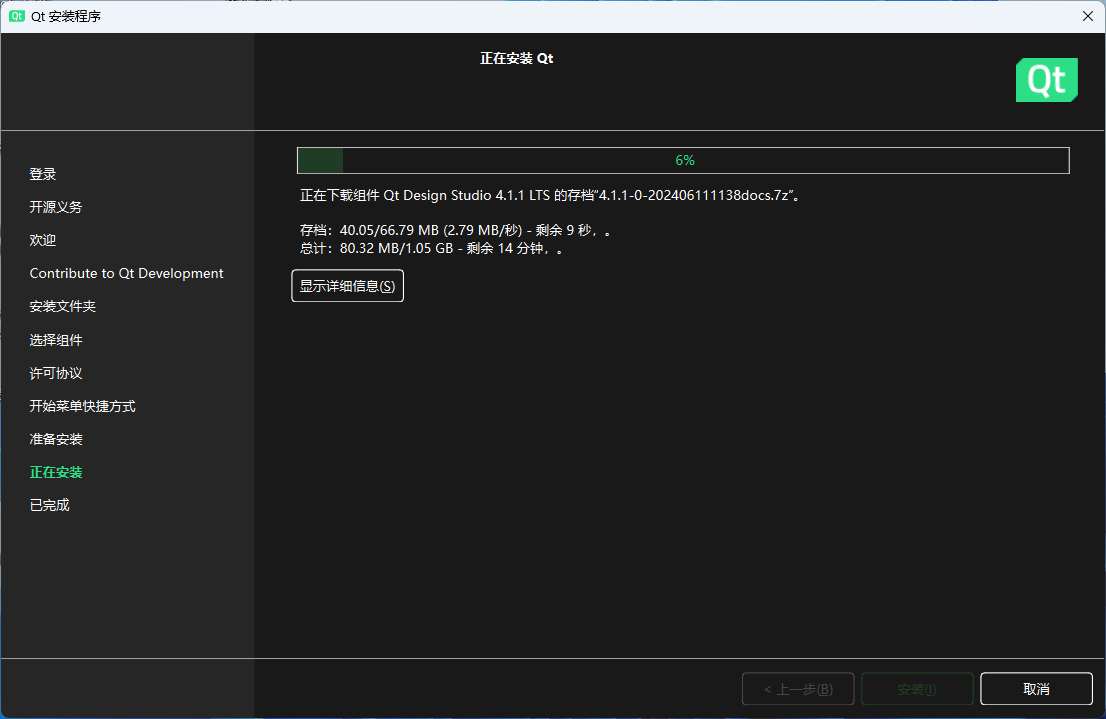 Qt Qt 安装程序
正在安装 Qt
Qt
登录
开源义务
欢迎
Contribute to Qt Development
安装文件夹
选择组件
许可协议
开始菜单快捷方式
准备安装
正在安装
已完成
6%
正在下载组件 Qt Design Studio 4.1.1 LTS 的存档“4.1.1-0-202406111138docs.7z”。
存档：40.05/66.79 MB (2.79 MB/秒) - 剩余 9 秒，。
总计：80.32 MB/1.05 GB - 剩余 14 分钟，。
显示详细信息(S)
< 上一步(B)
安装(I)
取消